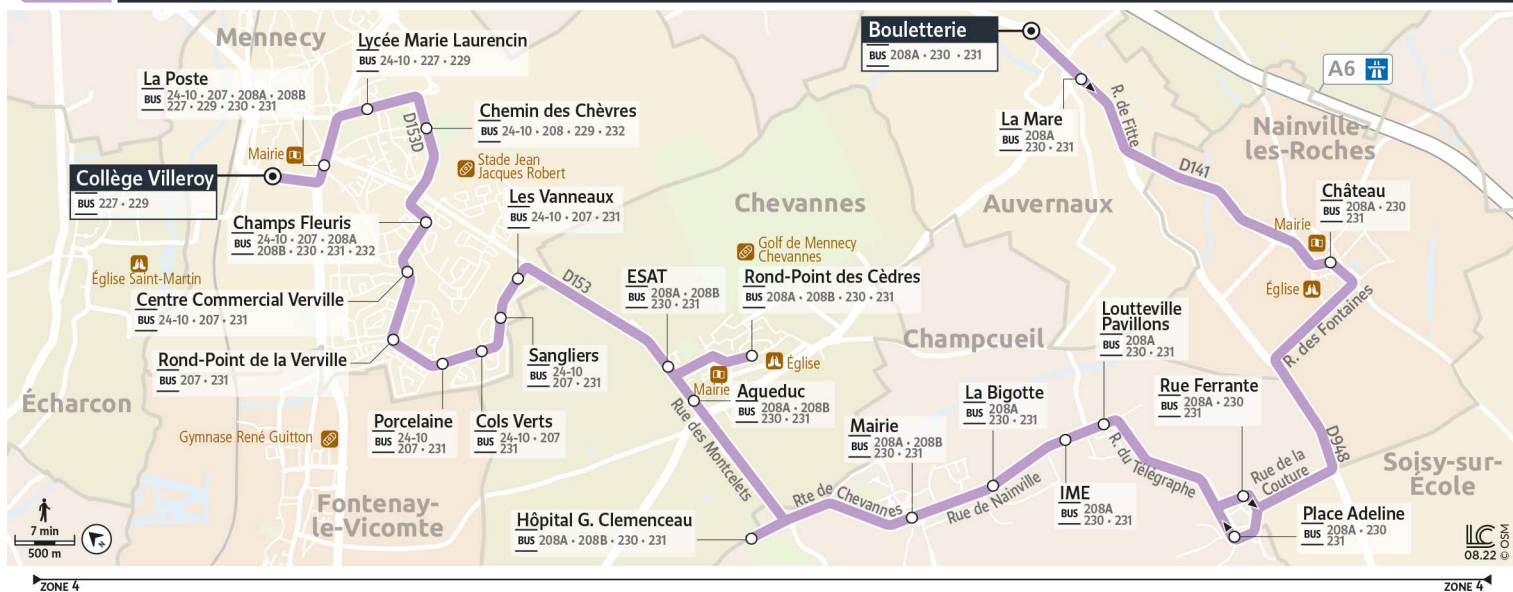 Mennecy
Lycée Marie Laurencin
BUS 24-10 • 227 • 229
La Poste
BUS 24-10 • 207 • 208A • 208B
227 • 229 • 230 • 231
Chemin des Chèvres
BUS 24-10 • 208 • 229 • 232
D153D
Mairie
Stade Jean
Jacques Robert
Collège Villeroy
BUS 227 • 229
Les Vanneaux
BUS 24-10 • 207 • 231
Champs Fleuris
BUS 24-10 • 207 • 208A
208B • 230 • 231 • 232
Église Saint-Martin
Centre Commercial Verville
BUS 24-10 • 207 • 231
Rond-Point de la Verville
BUS 207 • 231
Écharcon
Gymnase René Guitton
Porcelaine
BUS 24-10
207 • 231
Cols Verts
BUS 24-10 • 207
231
Sangliers
BUS 24-10
207 • 231
Fontenay-
le-Vicomte
D153
ESAT
BUS 208A • 208B
230 • 231
Chevannes
Golf de Mennecy
Chevannes
Rond-Point des Cèdres
BUS 208A • 208B • 230 • 231
Église
Mairie
Aqueduc
BUS 208A • 208B
230 • 231
Rue des Montcelets
Hôpital G. Clemenceau
BUS 208A • 208B • 230 • 231
Rte de Chevannes
Mairie
BUS 208A • 208B
230 • 231
Champcueil
La Bigotte
BUS 208A
230 • 231
Rue de Nainville
IME
BUS 208A
230 • 231
Loutteville
Pavillons
BUS 208A
230 • 231
R. du Télégraphe
Rue Ferrante
BUS 208A • 230
231
Rue de la
Couture
Place Adeline
BUS 208A • 230
231
D948
Soisy-sur-
École
R. des Fontaines
Église
Mairie
Château
BUS 208A • 230
231
Nainville-
les-Roches
D141
Auvernaux
R. de Fitte
La Mare
BUS 208A
230 • 231
Bouletterie
BUS 208A • 230 • 231
A6
7 min
500 m
N
LC
08.22 © OSM
ZONE 4
ZONE 4